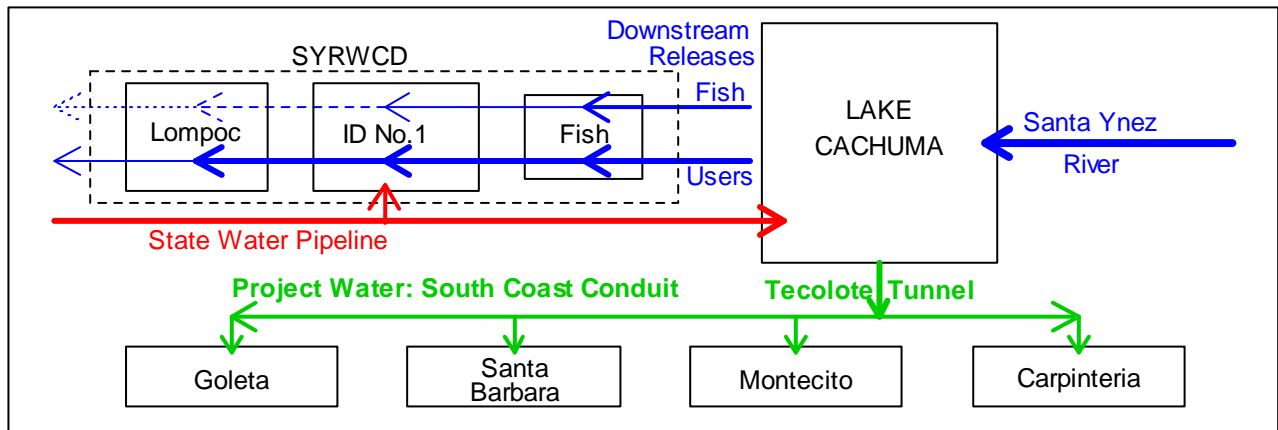 Downstream
Releases
SYRWCD
Fish
Lompoc
ID No.1
Fish
LAKE
CACHUMA
Santa Ynez
River
Users
State Water Pipeline
Project Water: South Coast Conduit
Tecolote Tunnel
Goleta
Santa
Barbara
Montecito
Carpinteria